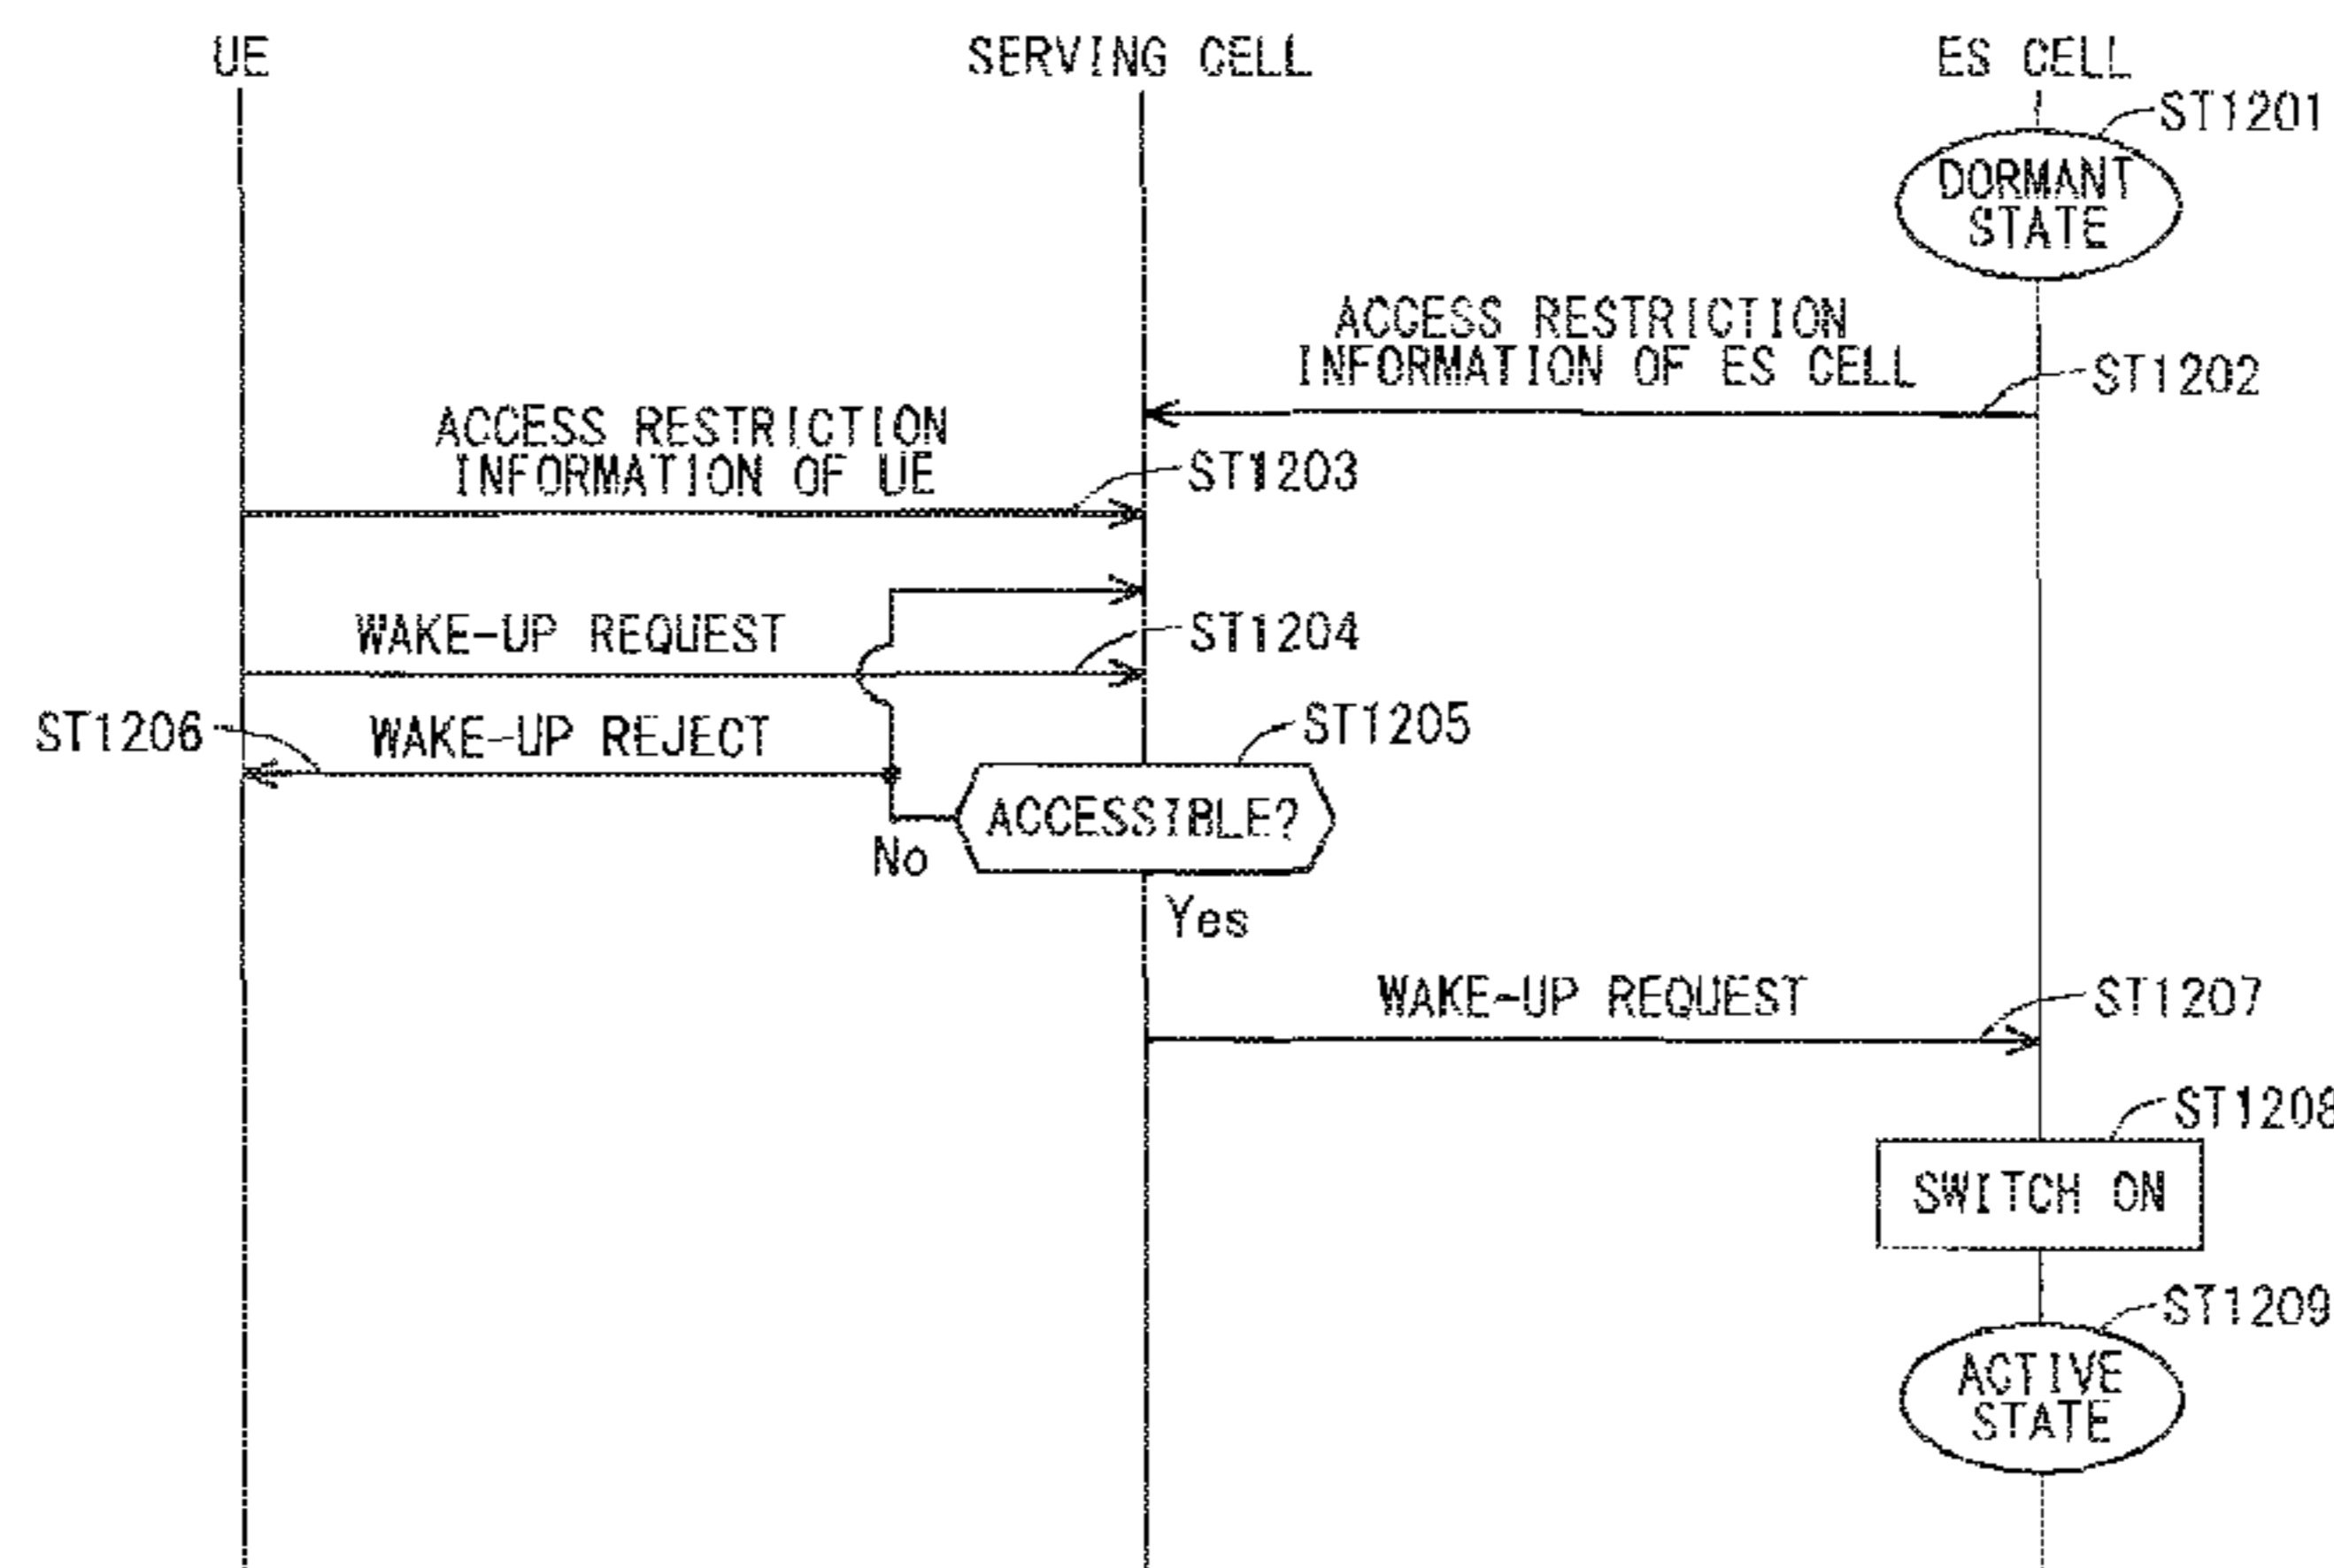 UE
SERVING CELL
ES CELL
ST1201
DORMANT
STATE
ACCESS RESTRICTION
INFORMATION OF ES CELL
ST1202
ACCESS RESTRICTION
INFORMATION OF UE
ST1203
WAKE-UP REQUEST
ST1204
ST1206
WAKE-UP REJECT
ST1205
ACCESSIBLE?
No
Yes
WAKE-UP REQUEST
ST1207
ST1208
SWITCH ON
ST1209
ACTIVE
STATE